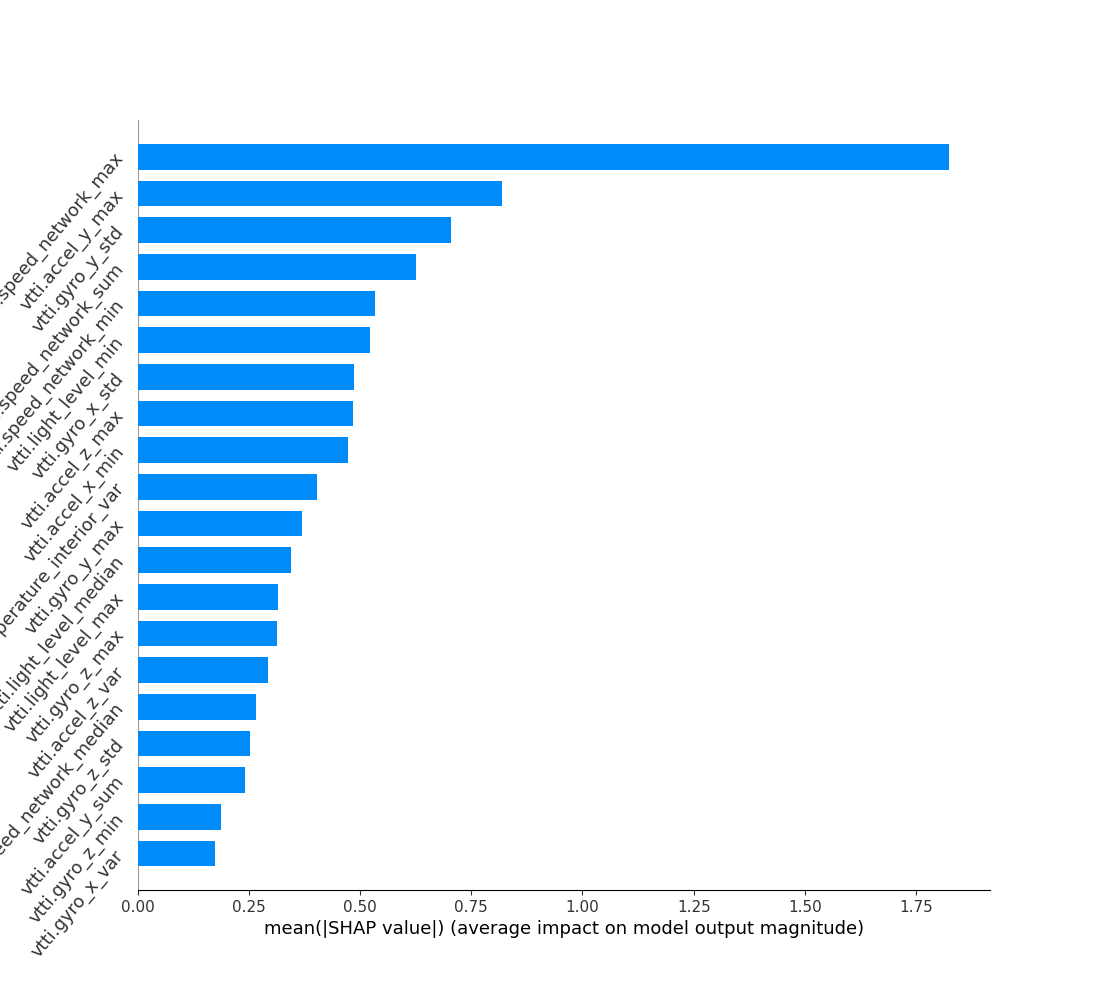 .speed_network_max
vtti.accel_y_max
vtti.gyro_y_std
.speed_network_sum
i.speed_network_min
vtti.light_level_min
vtti.gyro_x_std
vtti.accel_z_max
vtti.accel_x_min
perature_interior_var
vtti.gyro_y_max
tti.light_level_median
vtti.light_level_max
vtti.gyro_z_max
vtti.accel_z_var
eed_network_median
vtti.gyro_z_std
vtti.accel_y_sum
vtti.gyro_z_min
vtti.gyro_x_var
0.00 0.25 0.50 0.75 1.00 1.25 1.50 1.75
mean(|SHAP value|) (average impact on model output magnitude)